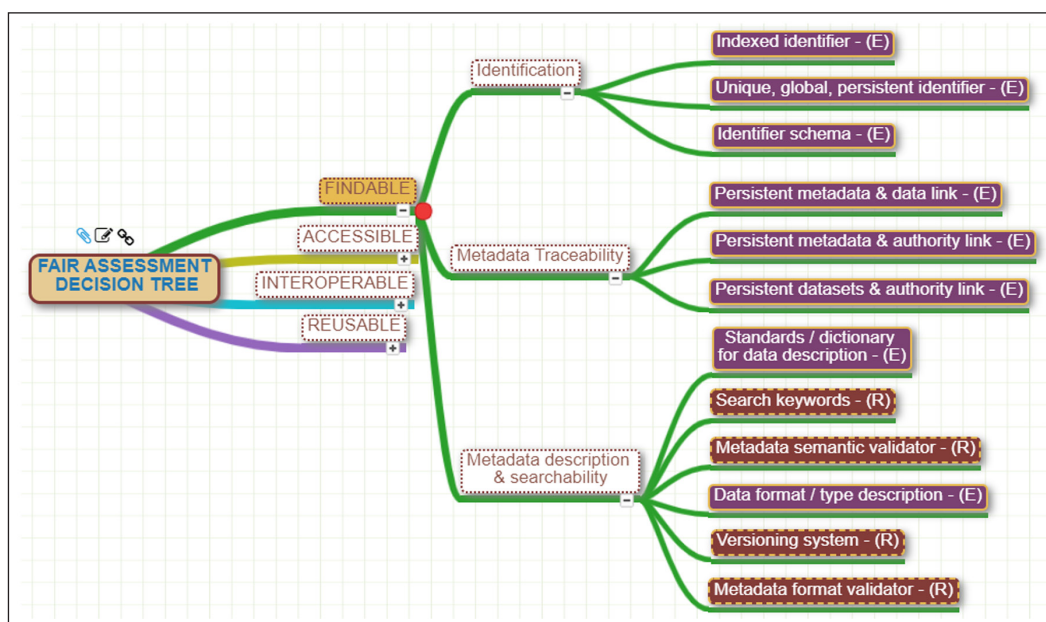 FAIR ASSESSMENT
DECISION TREE
FINDABLE
ACCESSIBLE
INTEROPERABLE
REUSABLE
Identification
Indexed identifier - (E)
Unique, global, persistent identifier - (E)
Identifier schema - (E)
Metadata Traceability
Persistent metadata & data link - (E)
Persistent metadata & authority link - (E)
Persistent datasets & authority link - (E)
Metadata description
& searchability
Standards / dictionary
for data description - (E)
Search keywords - (R)
Metadata semantic validator - (R)
Data format / type description - (E)
Versioning system - (R)
Metadata format validator - (R)